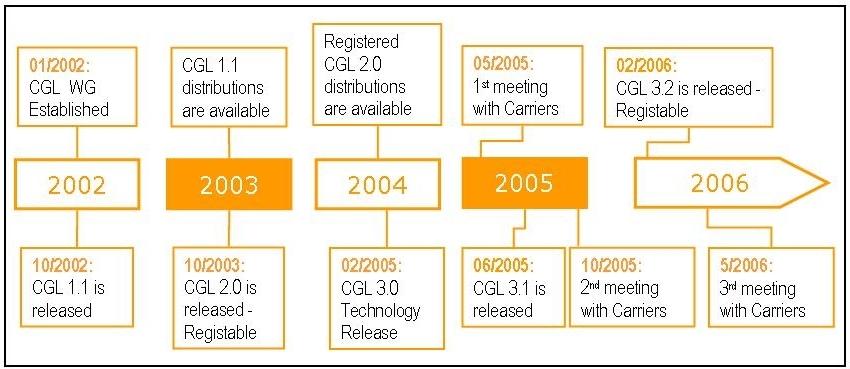 01/2002:
CGL WG
Established
CGL 1.1
distributions
are available
Registered
CGL 2.0
distributions
are available
05/2005:
1st meeting
with Carriers
02/2006:
CGL 3.2 is released -
Registable
2002
2003
2004
2005
2006
10/2002:
CGL 1.1 is
released
10/2003:
CGL 2.0 is
released -
Registable
02/2005:
CGL 3.0
Technology
Release
06/2005:
CGL 3.1 is
released
10/2005:
2nd meeting
with Carriers
5/2006:
3rd meeting
with Carriers